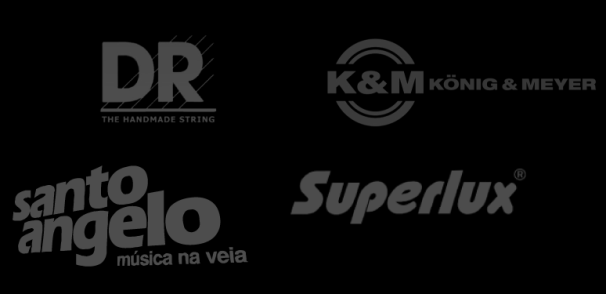 DR
THE HANDMADE STRING
K&M KÖNIG & MEYER
santo
angelo
música na veia
Superlux®